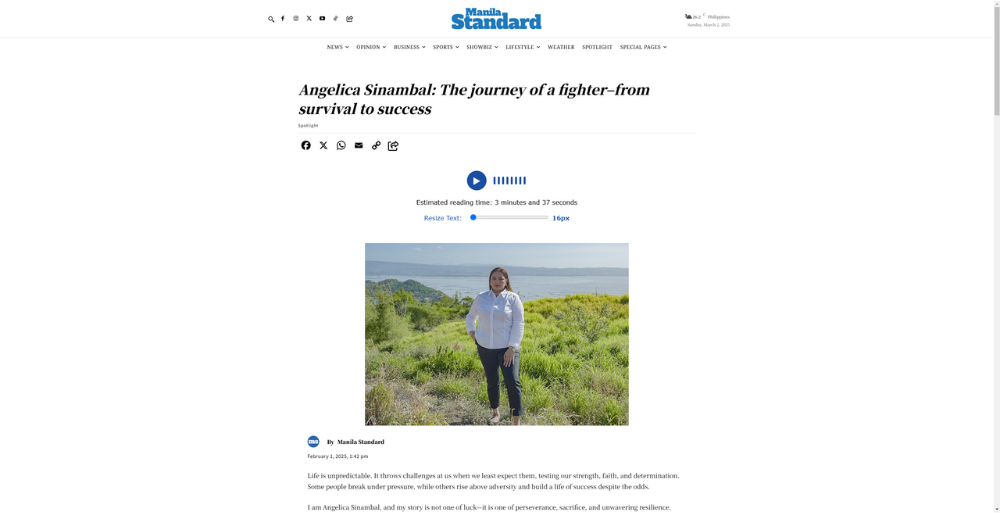 Manila
Standard
26.2 C Philippines
Sunday, March 2, 2025
NEWS OPINION BUSINESS SPORTS SHOWBIZ LIFESTYLE WEATHER SPOTLIGHT SPECIAL PAGES
Angelica Sinambal: The journey of a fighter–from
survival to success
Spotlight
Estimated reading time: 3 minutes and 37 seconds
Resize Text: 16px
By Manila Standard
February 1, 2025, 1:42 pm
Life is unpredictable. It throws challenges at us when we least expect them, testing our strength, faith, and determination.
Some people break under pressure, while others rise above adversity and build a life of success despite the odds.
I am Angelica Sinambal, and my story is not one of luck—it is one of perseverance, sacrifice, and unwavering resilience.